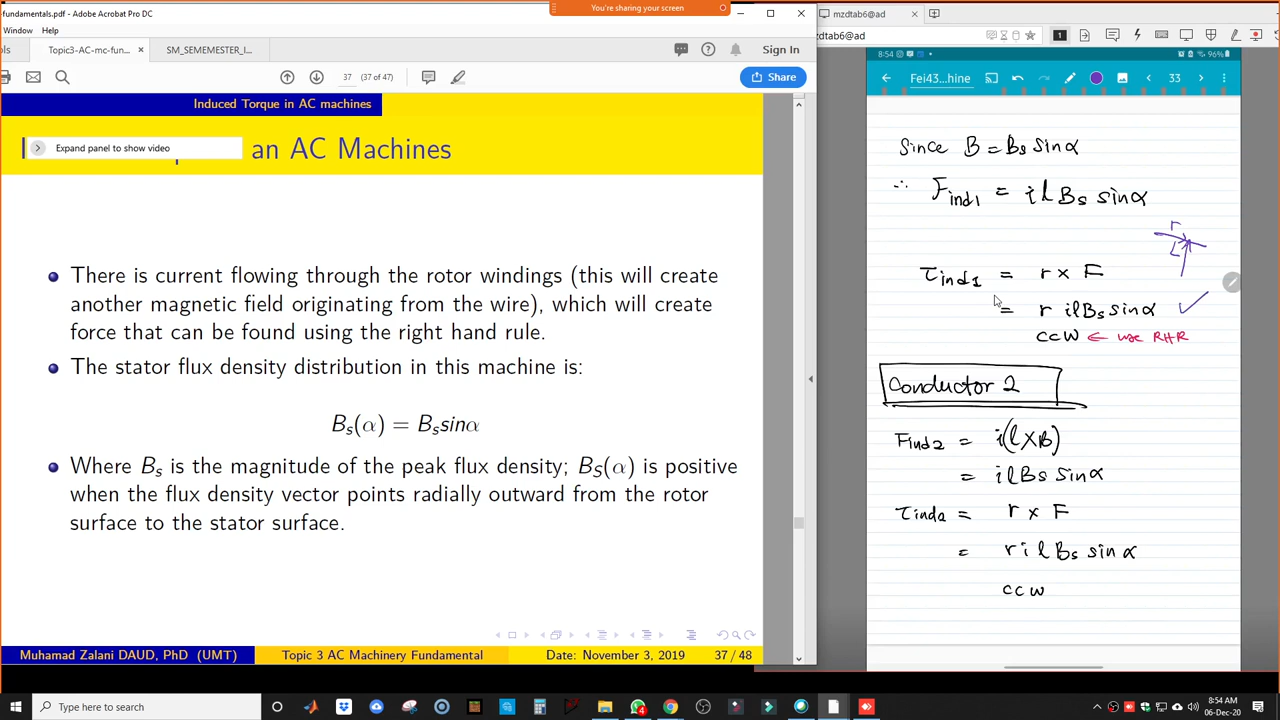 -fundamentals.pdf - Adobe Acrobat Pro DC
You're sharing your screen
Window Help
ols
Topic3-AC-mc-fun... ×
SM_SEMEMESTER_I...
Sign In
37 (37 of 47)
Share
Induced Torque in AC machines
Expand panel to show video
an AC Machines
There is current flowing through the rotor windings (this will create
another magnetic field originating from the wire), which will create
force that can be found using the right hand rule.
The stator flux density distribution in this machine is:
Bs(α) = Bssinα
Where Bs is the magnitude of the peak flux density; BS(α) is positive
when the flux density vector points radially outward from the rotor
surface to the stator surface.
Muhamad Zalani DAUD, PhD (UMT)
Topic 3 AC Machinery Fundamental
Date: November 3, 2019
37 / 48
mzdtab6@ad
mzdtab6@ad
1
8:54
96%
Fei43...hine
33
Since B = Bs sinα
∴ Find1 = ilBs sinα
r
τind1 = r × F
= r ilBs sinα ✓
ccw ← use RHR
Conductor 2
Find2 = i(l×B)
= ilBs sinα
τind2 = r × F
= r i l Bs sinα
ccw
Type here to search
4
8:54 AM
06-Dec-20